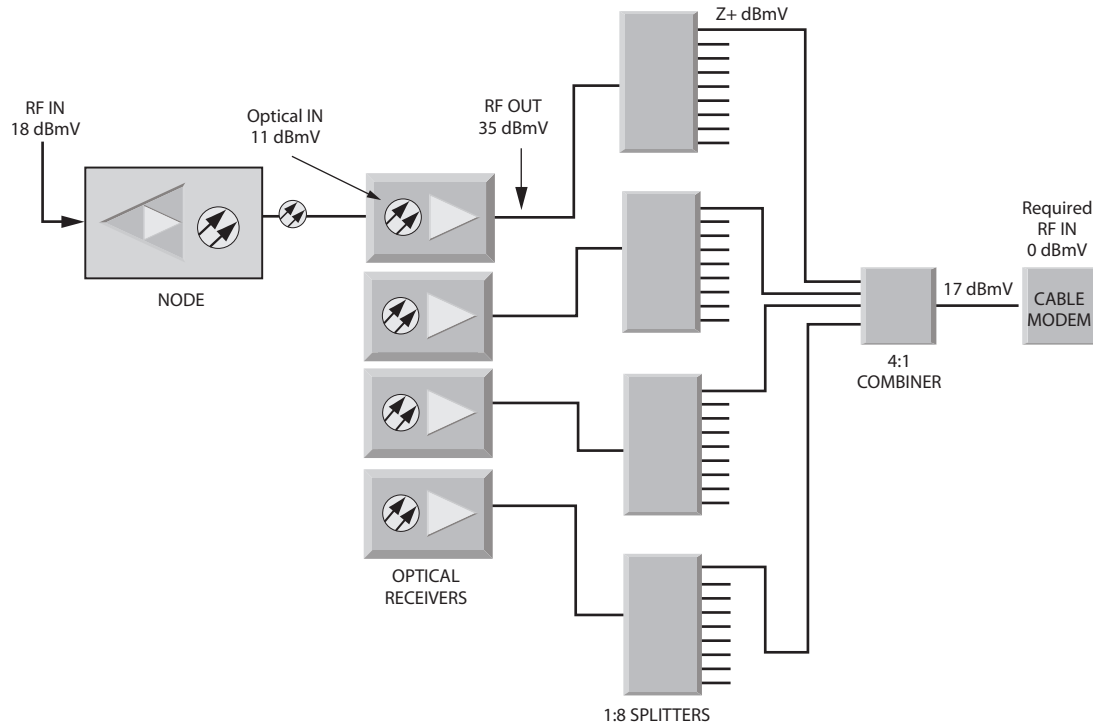 Z+ dBmV
RF IN
18 dBmV
Optical IN
11 dBmV
RF OUT
35 dBmV
NODE
Required
RF IN
0 dBmV
17 dBmV
CABLE
MODEM
4:1
COMBINER
OPTICAL
RECEIVERS
1:8 SPLITTERS